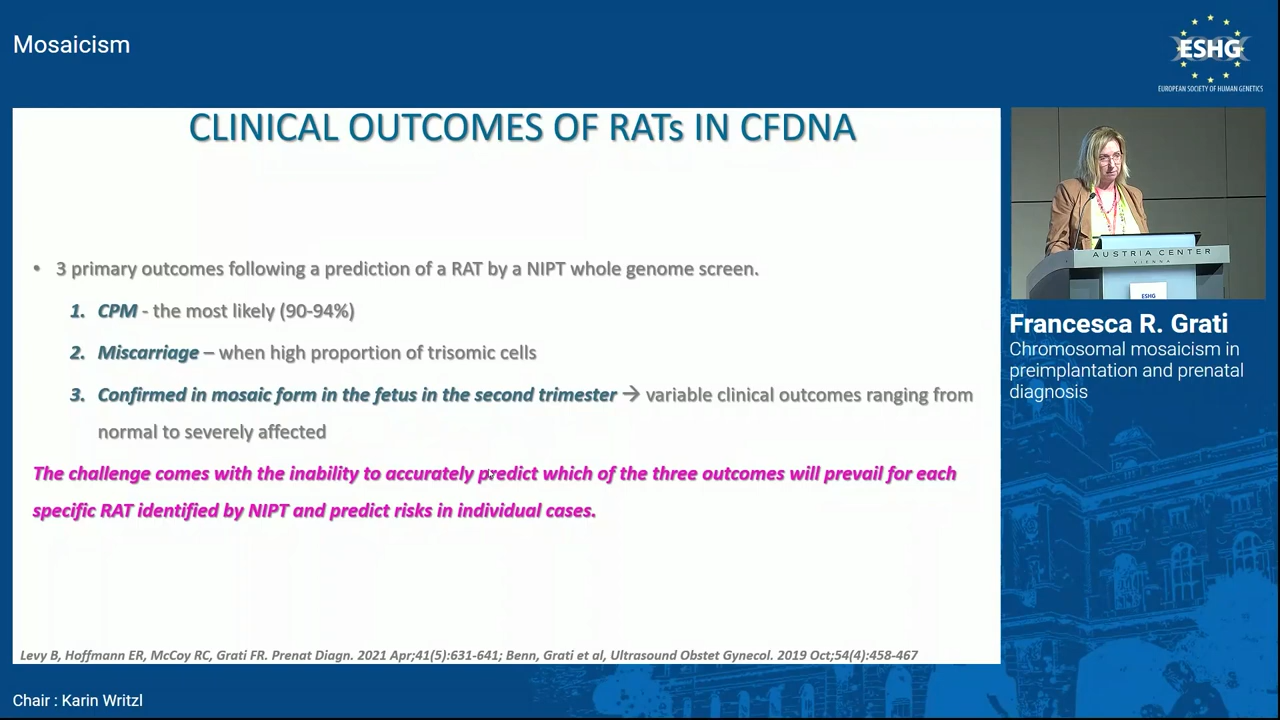 Mosaicism
ESHG
EUROPEAN SOCIETY OF HUMAN GENETICS
CLINICAL OUTCOMES OF RATs IN CFDNA
• 3 primary outcomes following a prediction of a RAT by a NIPT whole genome screen.
1. CPM - the most likely (90-94%)
2. Miscarriage – when high proportion of trisomic cells
3. Confirmed in mosaic form in the fetus in the second trimester → variable clinical outcomes ranging from
normal to severely affected
The challenge comes with the inability to accurately predict which of the three outcomes will prevail for each
specific RAT identified by NIPT and predict risks in individual cases.
Levy B, Hoffmann ER, McCoy RC, Grati FR. Prenat Diagn. 2021 Apr;41(5):631-641; Benn, Grati et al, Ultrasound Obstet Gynecol. 2019 Oct;54(4):458-467
AUSTRIA CENTER
VIENNA
ESHG
Francesca R. Grati
Chromosomal mosaicism in
preimplantation and prenatal
diagnosis
Chair : Karin Writzl